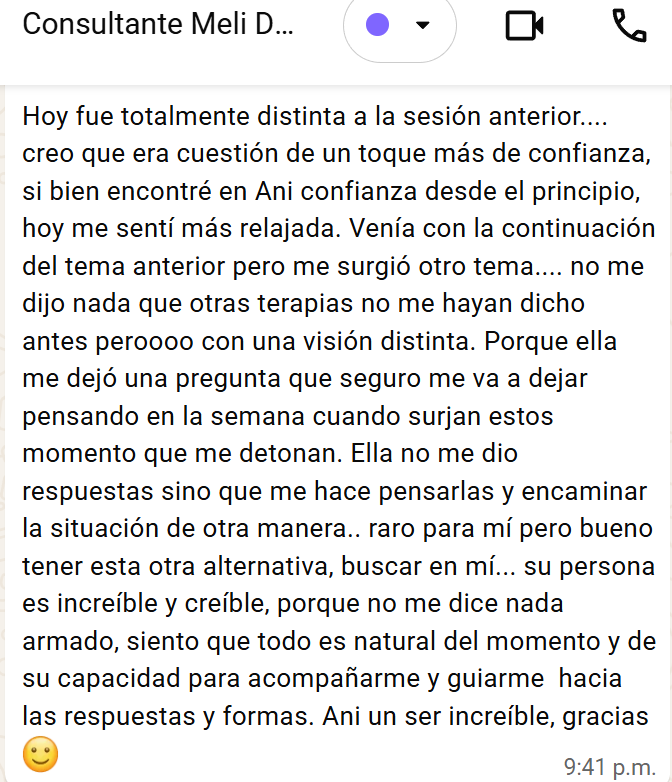 Consultante Meli D...
Hoy fue totalmente distinta a la sesión anterior....
creo que era cuestión de un toque más de confianza,
si bien encontré en Ani confianza desde el principio,
hoy me sentí más relajada. Venía con la continuación
del tema anterior pero me surgió otro tema.... no me
dijo nada que otras terapias no me hayan dicho
antes peroooo con una visión distinta. Porque ella
me dejó una pregunta que seguro me va a dejar
pensando en la semana cuando surjan estos
momento que me detonan. Ella no me dio
respuestas sino que me hace pensarlas y encaminar
la situación de otra manera.. raro para mí pero bueno
tener esta otra alternativa, buscar en mí... su persona
es increíble y creíble, porque no me dice nada
armado, siento que todo es natural del momento y de
su capacidad para acompañarme y guiarme  hacia
las respuestas y formas. Ani un ser increíble, gracias
🙂
9:41 p.m.